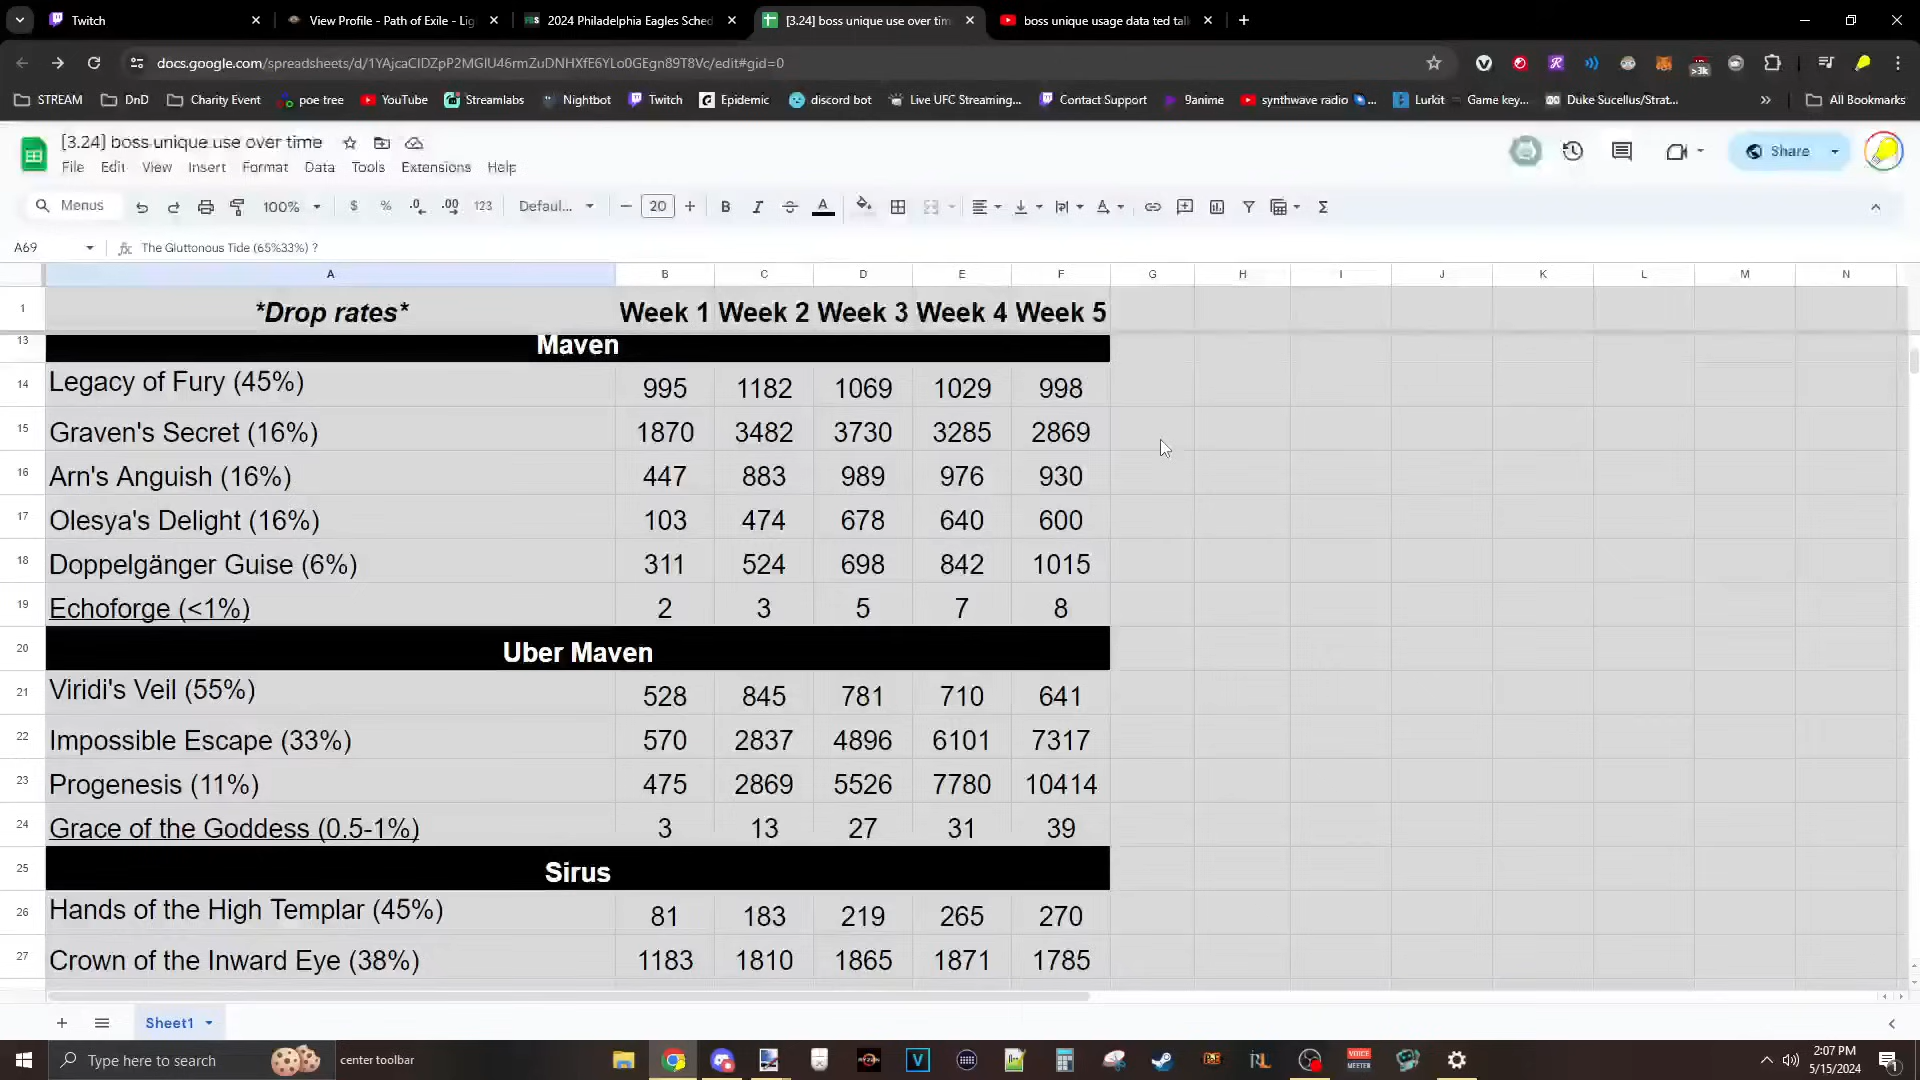 Twitch
View Profile - Path of Exile - Lig
2024 Philadelphia Eagles Sched
[3.24] boss unique use over tim
boss unique usage data ted talk
docs.google.com/spreadsheets/d/1YAjcaCIDZpP2MGlU46rmZuDNHXfE6YLo0GEgn89T8Vc/edit#gid=0
STREAM
DnD
Charity Event
poe tree
YouTube
Streamlabs
Nightbot
Twitch
Epidemic
discord bot
Live UFC Streaming...
Contact Support
9anime
synthwave radio
Lurkit
Game key...
Duke Sucellus/Strat...
All Bookmarks
[3.24] boss unique use over time
File Edit View Insert Format Data Tools Extensions Help
Share
Menus
100%
$ % .0 .00 123
Defaul...
20
A69
The Gluttonous Tide (65%33%) ?
A B C D E F G H I J K L M N
1 *Drop rates* Week 1 Week 2 Week 3 Week 4 Week 5
13 Maven
14 Legacy of Fury (45%) 995 1182 1069 1029 998
15 Graven's Secret (16%) 1870 3482 3730 3285 2869
16 Arn's Anguish (16%) 447 883 989 976 930
17 Olesya's Delight (16%) 103 474 678 640 600
18 Doppelgänger Guise (6%) 311 524 698 842 1015
19 Echoforge (<1%) 2 3 5 7 8
20 Uber Maven
21 Viridi's Veil (55%) 528 845 781 710 641
22 Impossible Escape (33%) 570 2837 4896 6101 7317
23 Progenesis (11%) 475 2869 5526 7780 10414
24 Grace of the Goddess (0.5-1%) 3 13 27 31 39
25 Sirus
26 Hands of the High Templar (45%) 81 183 219 265 270
27 Crown of the Inward Eye (38%) 1183 1810 1865 1871 1785
Sheet1
Type here to search
center toolbar
2:07 PM
5/15/2024